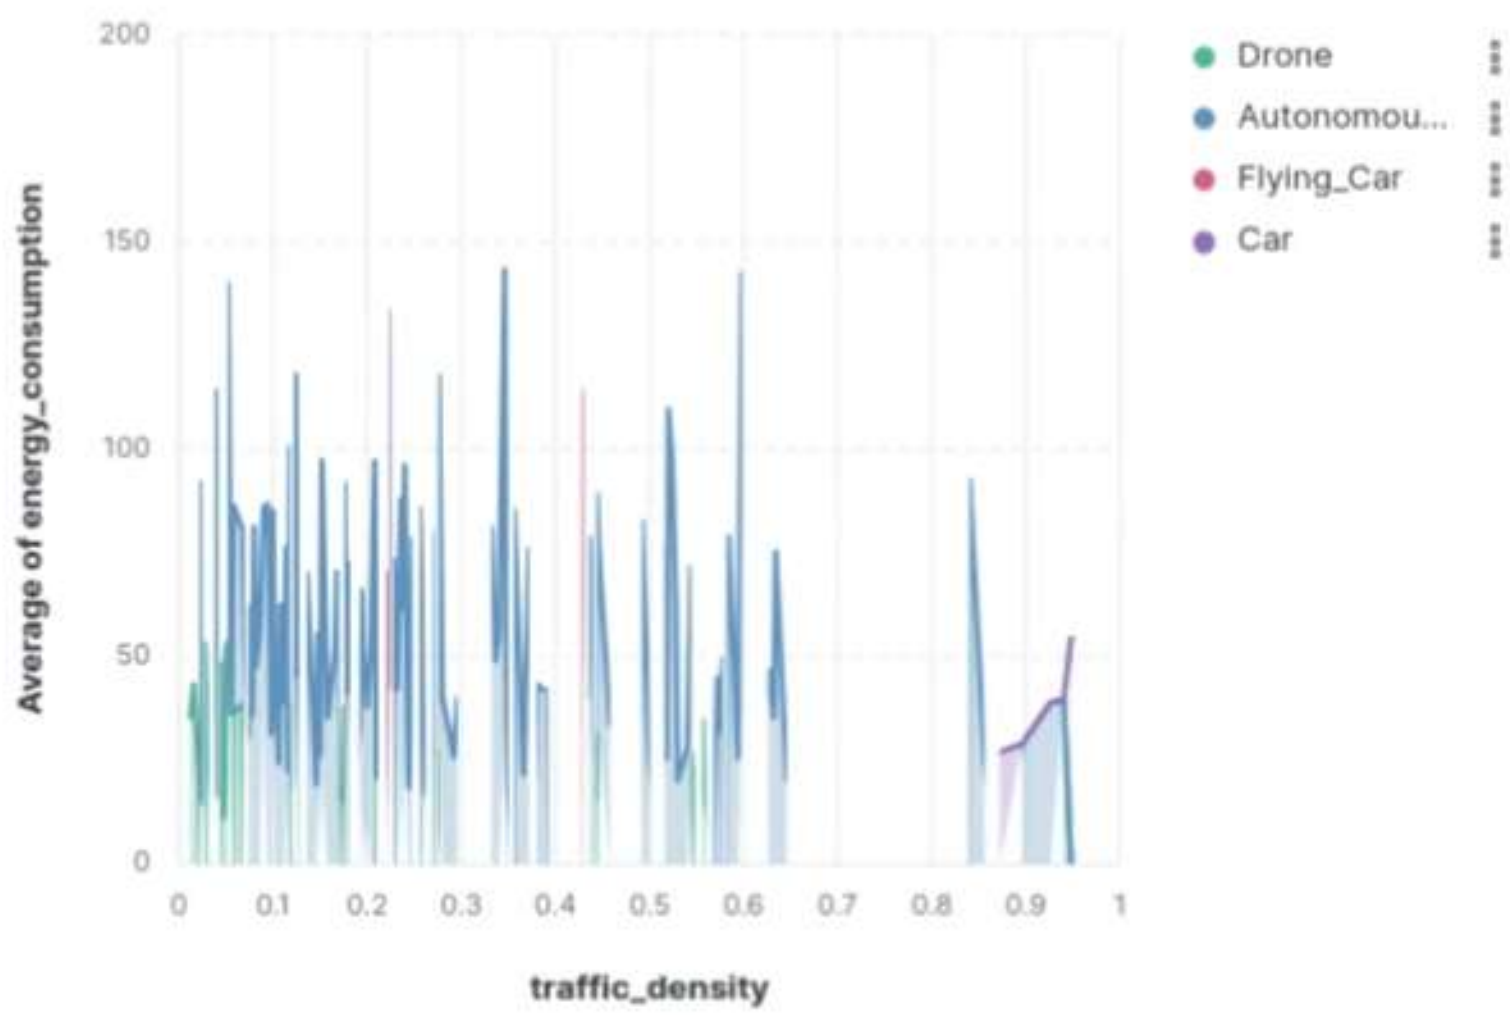 Average of energy_consumption
200
150
100
50
0
0 0.1 0.2 0.3 0.4 0.5 0.6 0.7 0.8 0.9 1
traffic_density
Drone
Autonomou...
Flying_Car
Car